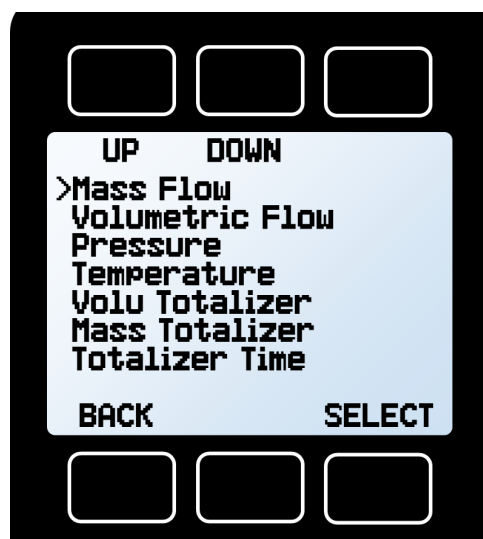 UP DOWN
>Mass Flow
Volumetric Flow
Pressure
Temperature
Volu Totalizer
Mass Totalizer
Totalizer Time
BACK SELECT